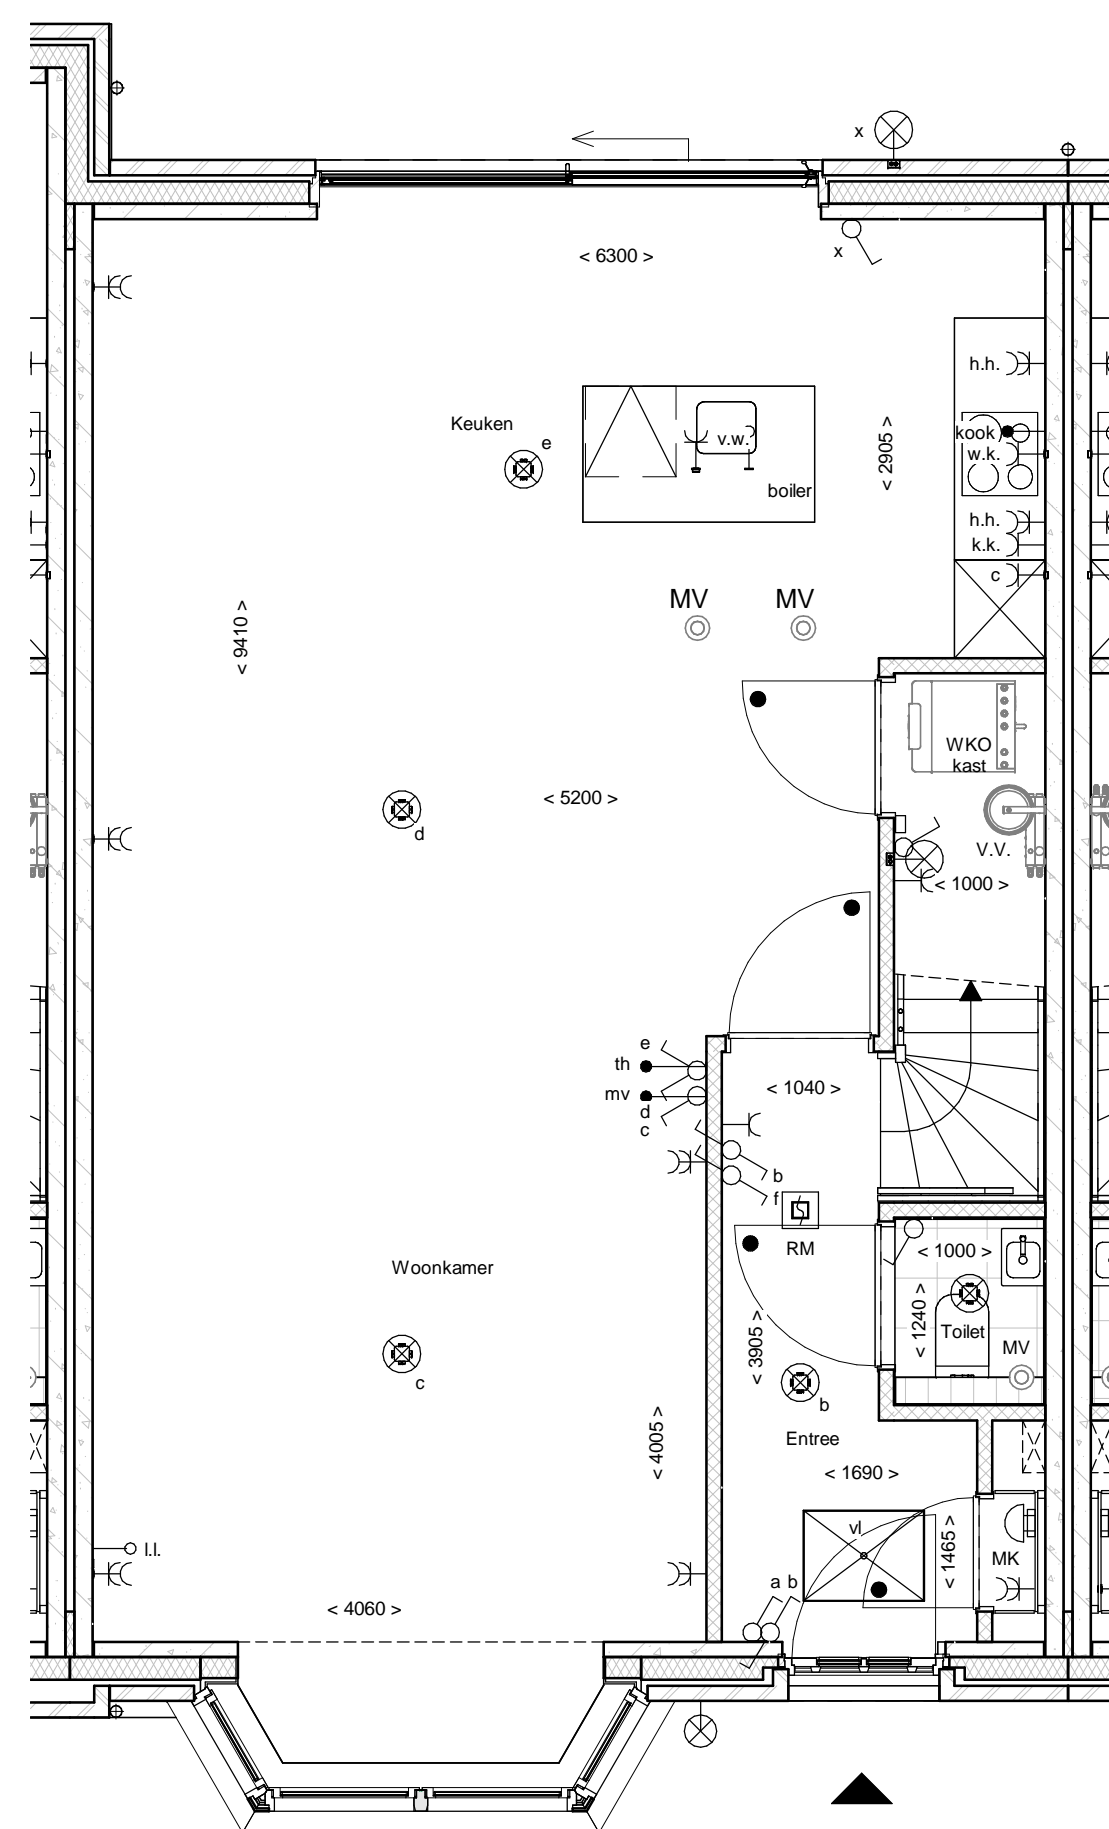 x
x
< 6300 >
h.h.
Keuken
e
kook
v.w.
w.k.
< 2905 >
boiler
h.h.
k.k.
c
MV MV
< 9410 >
WKO
kast
< 5200 >
d
V.V.
< 1000 >
e
th
mv
d
c
< 1040 >
b
f
RM
< 1000 >
Woonkamer
< 1240 >
Toilet
MV
< 3905 >
c
b
Entree
< 4005 >
< 1690 >
vl
< 1465 >
MK
l.l.
a b
< 4060 >